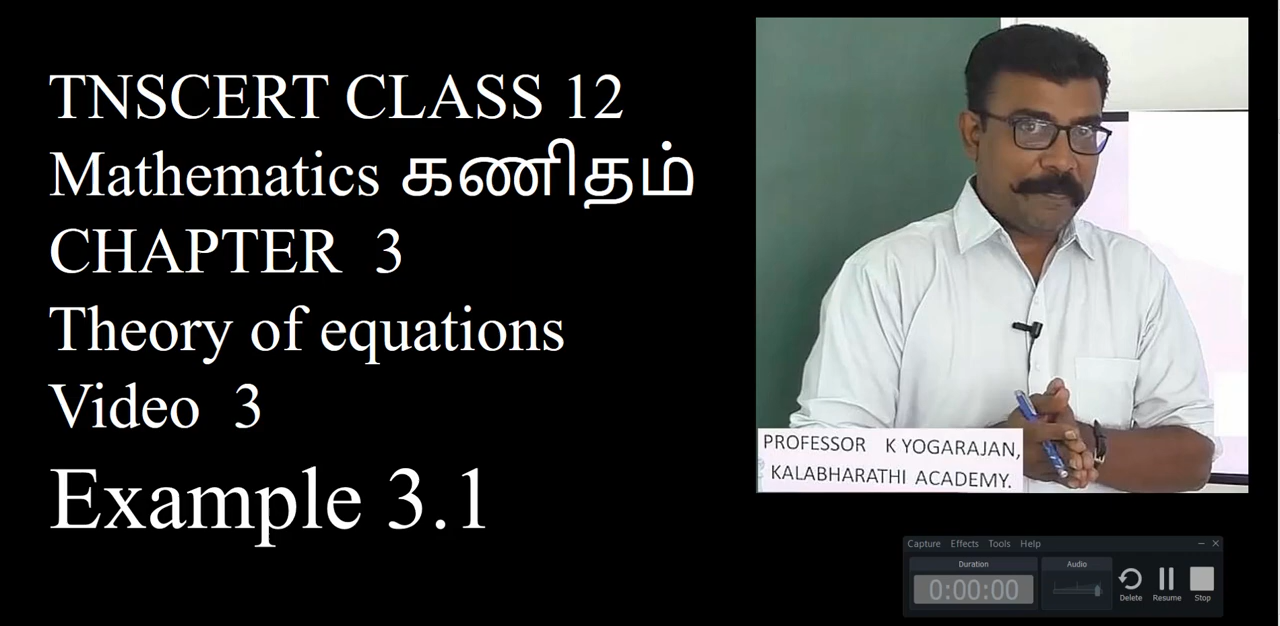 TNSCERT CLASS 12
Mathematics கணிதம்
CHAPTER 3
Theory of equations
Video 3
Example 3.1
PROFESSOR K YOGARAJAN,
KALABHARATHI ACADEMY.
Capture Effects Tools Help
Duration
Audio
0:00:00
Delete Resume Stop